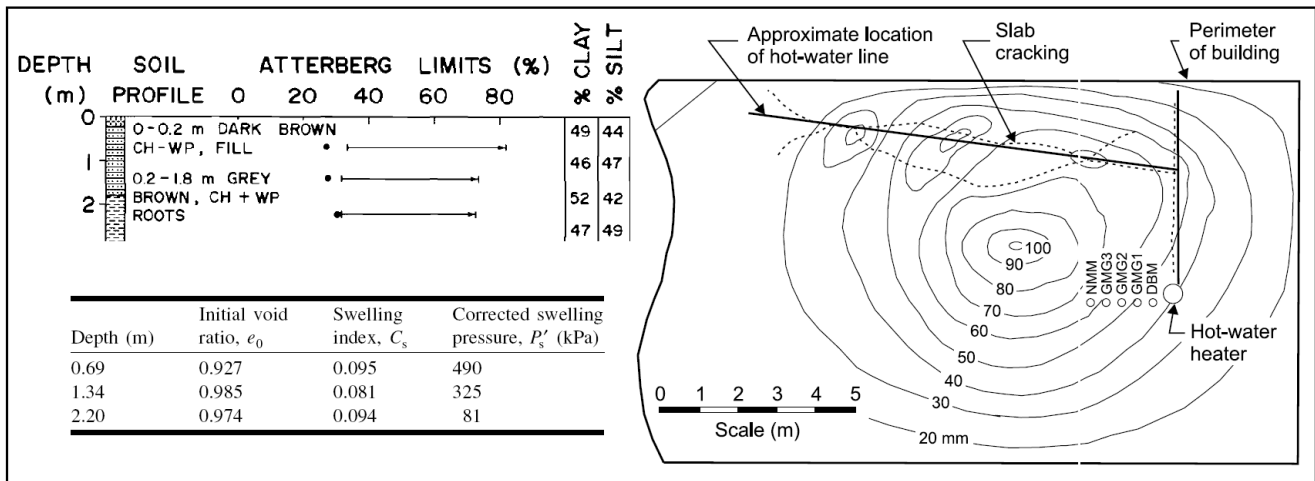 DEPTH SOIL ATTERBERG LIMITS (%) % CLAY % SILT
(m) PROFILE 0 20 40 60 80
0 0-0.2 m DARK BROWN 49 44
CH-WP, FILL
1 46 47
0.2-1.8 m GREY
BROWN, CH + WP 52 42
2 ROOTS
47 49
Depth (m) Initial void ratio, e0 Swelling index, Cs Corrected swelling pressure, P's (kPa)
0.69 0.927 0.095 490
1.34 0.985 0.081 325
2.20 0.974 0.094 81
Approximate location
of hot-water line
Slab
cracking
Perimeter
of building
100
90
80
70
60
50
40
30
20 mm
NMM
GMG3
GMG2
GMG1
DBM
Hot-water
heater
0 1 2 3 4 5
Scale (m)